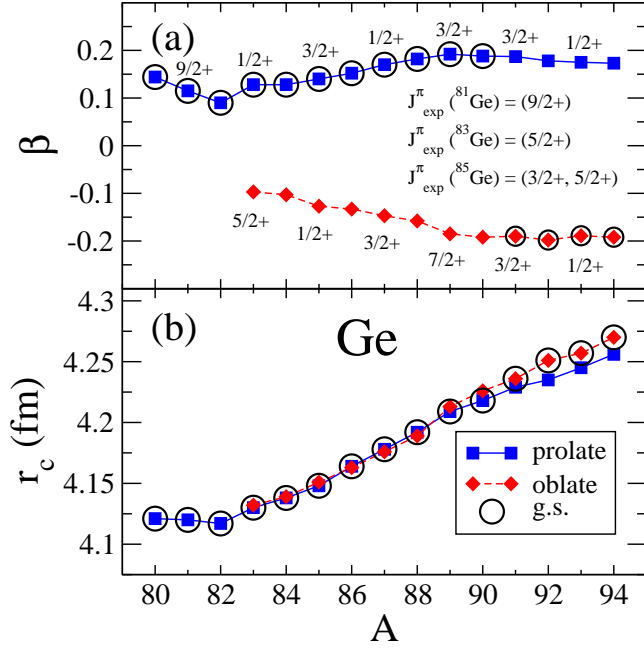 (a)
9/2+ 1/2+ 3/2+ 1/2+ 3/2+ 3/2+ 1/2+
0.2
0.1
0
-0.1
-0.2
β
J^π_exp (^81Ge) = (9/2+)
J^π_exp (^83Ge) = (5/2+)
J^π_exp (^85Ge) = (3/2+, 5/2+)
5/2+ 1/2+ 3/2+ 7/2+ 3/2+ 1/2+
(b) Ge
4.3
4.25
4.2
4.15
4.1
r_c (fm)
prolate
oblate
g.s.
80 82 84 86 88 90 92 94
A